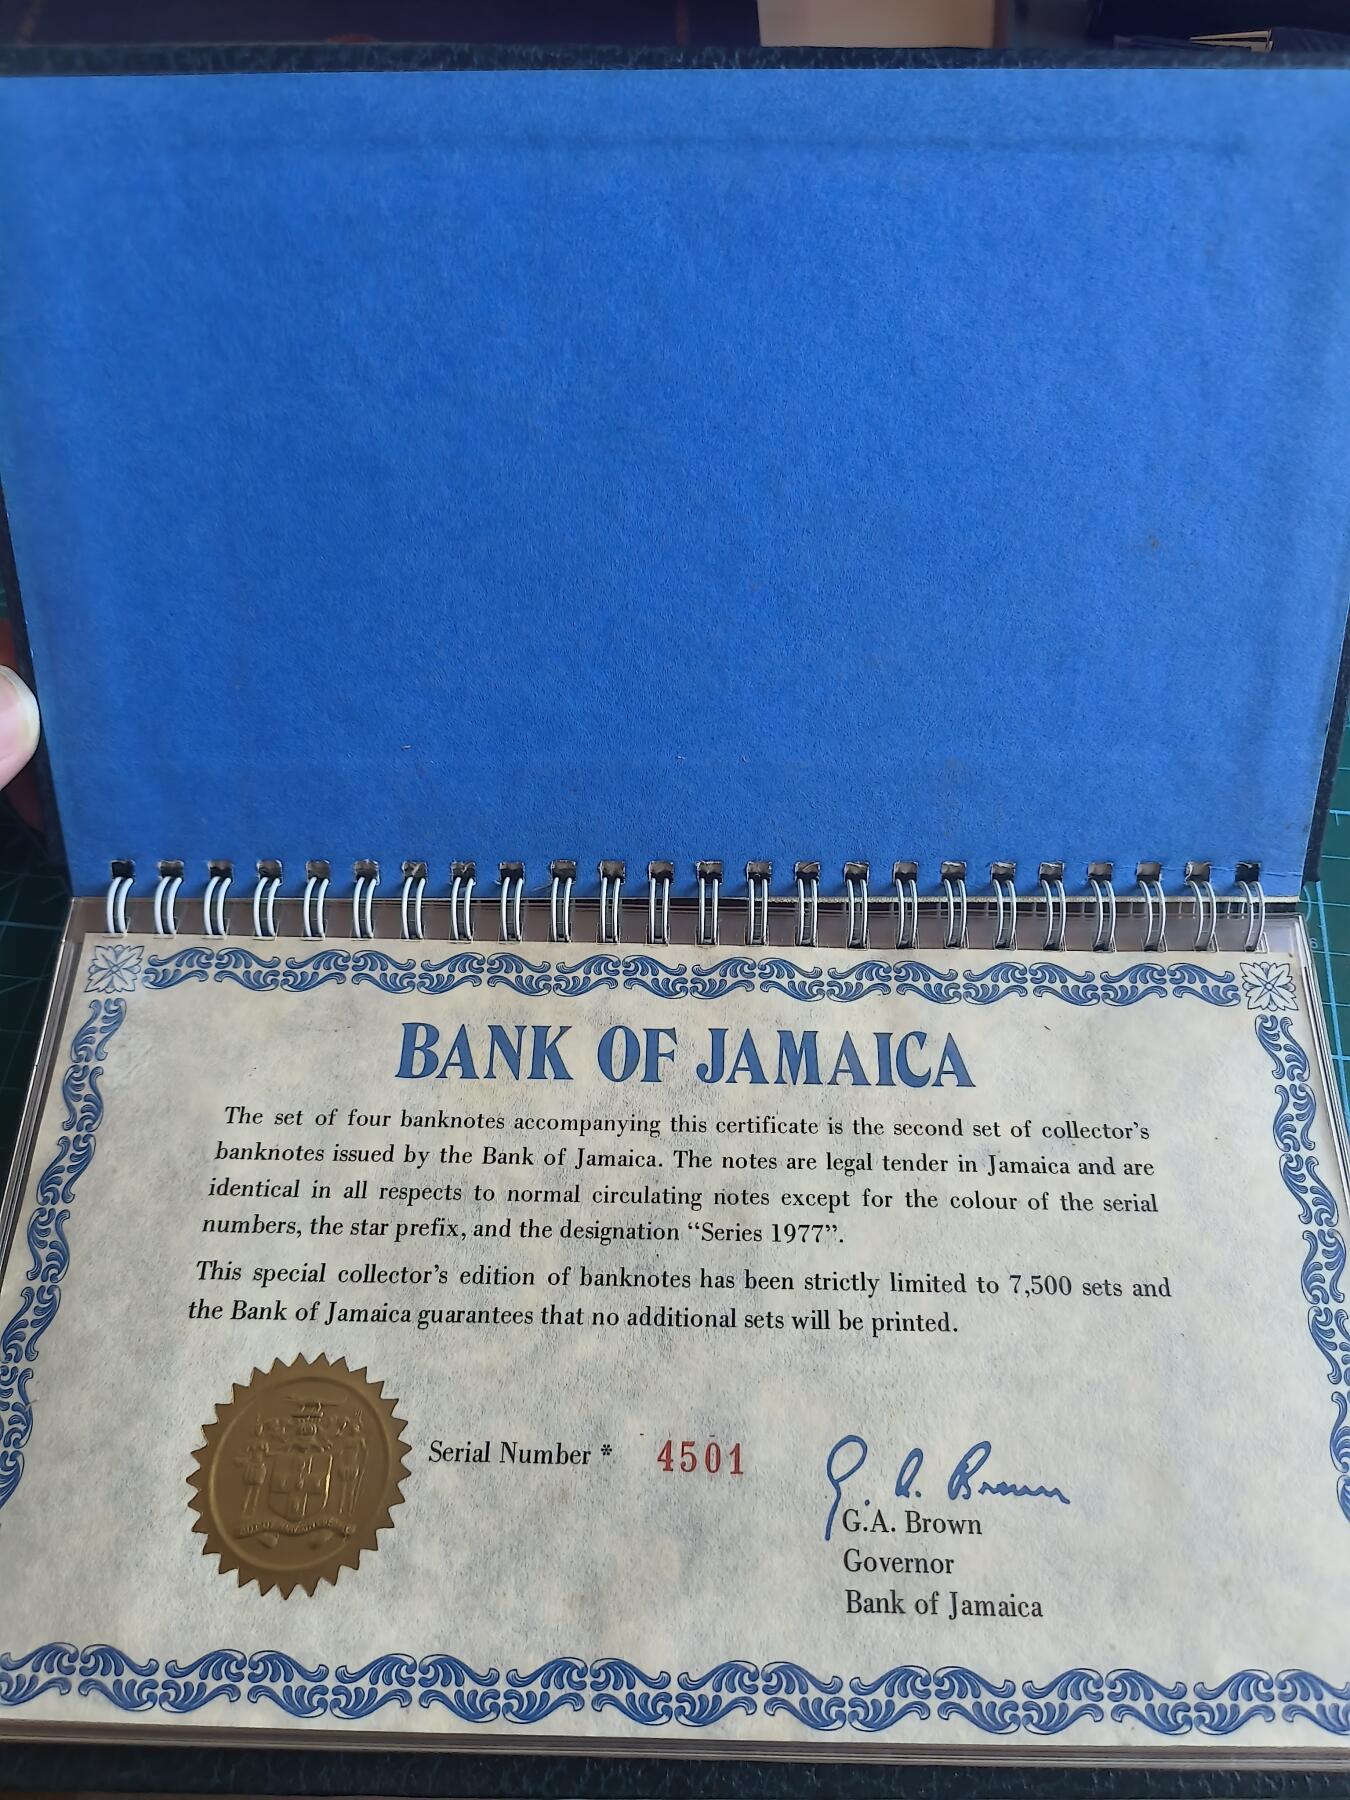 BANK OF JAMAICA
The set of four banknotes accompanying this certificate is the second set of collector's
banknotes issued by the Bank of Jamaica. The notes are legal tender in Jamaica and are
identical in all respects to normal circulating notes except for the colour of the serial
numbers, the star prefix, and the designation “Series 1977”.
This special collector's edition of banknotes has been strictly limited to 7,500 sets and
the Bank of Jamaica guarantees that no additional sets will be printed.
Serial Number * 4501
G. A. Brown
G.A. Brown
Governor
Bank of Jamaica